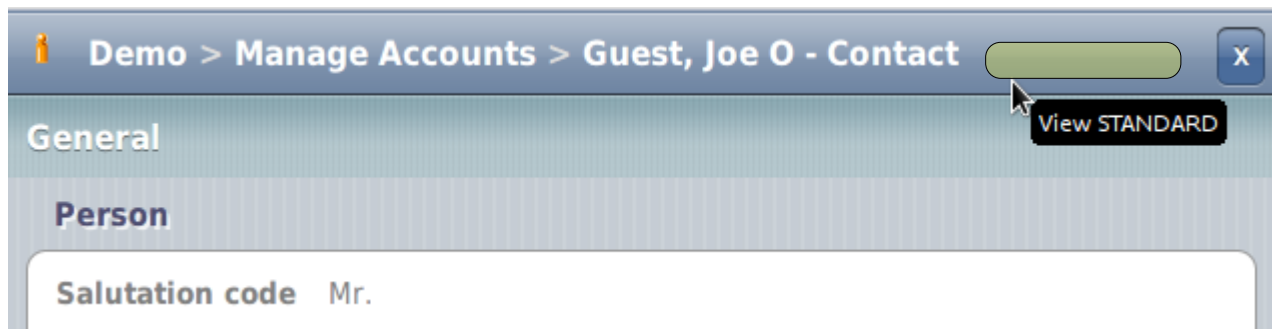 Demo > Manage Accounts > Guest, Joe O - Contact x
View STANDARD
General
Person
Salutation code Mr.